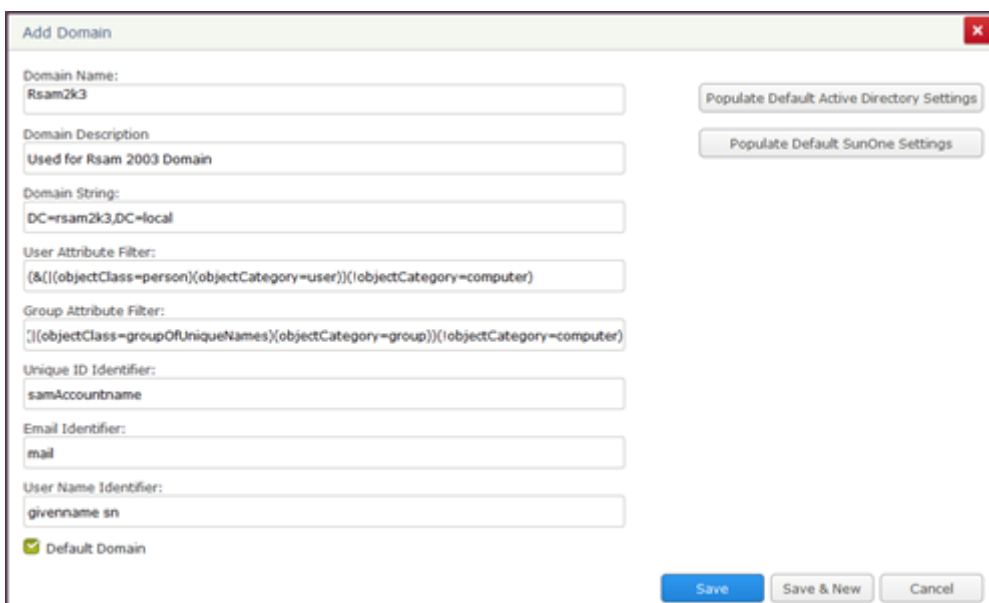 Add Domain
Domain Name:
Rsam2k3
Populate Default Active Directory Settings
Domain Description
Used for Rsam 2003 Domain
Populate Default SunOne Settings
Domain String:
DC=rsam2k3,DC=local
User Attribute Filter:
(&(|(objectClass=person)(objectCategory=user))(!objectCategory=computer)
Group Attribute Filter:
(|(objectClass=groupOfUniqueNames)(objectCategory=group))(!objectCategory=computer)
Unique ID Identifier:
samAccountname
Email Identifier:
mail
User Name Identifier:
givenname sn
Default Domain
Save Save & New Cancel